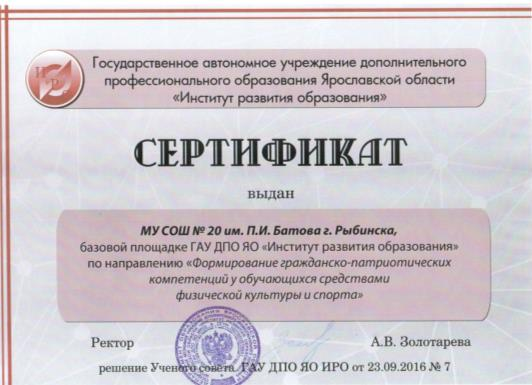 Государственное автономное учреждение дополнительного
профессионального образования Ярославской области
«Институт развития образования»
СЕРТИФИКАТ
выдан
МУ СОШ № 20 им. П.И. Батова г. Рыбинска,
базовой площадке ГАУ ДПО ЯО «Институт развития образования»
по направлению «Формирование гражданско-патриотических
компетенций у обучающихся средствами
физической культуры и спорта»
Ректор А.В. Золотарева
решение Ученого совета ГАУ ДПО ЯО ИРО от 23.09.2016 № 7